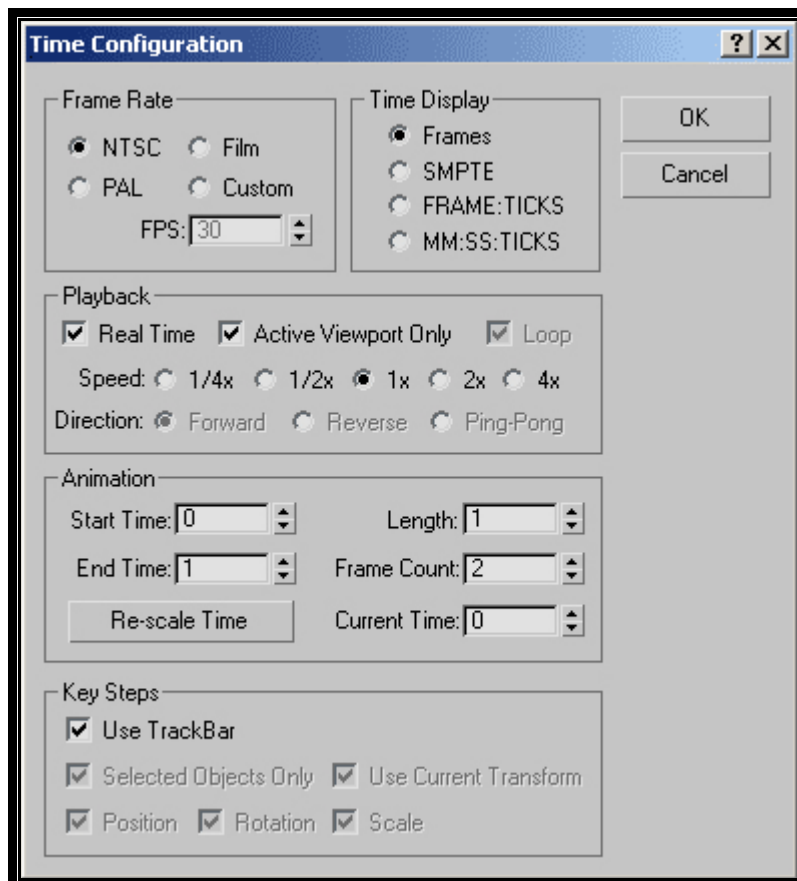 Time Configuration
Frame Rate
NTSC Film
PAL Custom
FPS: 30
Time Display
Frames
SMPTE
FRAME:TICKS
MM:SS:TICKS
OK
Cancel
Playback
Real Time Active Viewport Only Loop
Speed: 1/4x 1/2x 1x 2x 4x
Direction: Forward Reverse Ping-Pong
Animation
Start Time: 0 Length: 1
End Time: 1 Frame Count: 2
Re-scale Time Current Time: 0
Key Steps
Use TrackBar
Selected Objects Only Use Current Transform
Position Rotation Scale